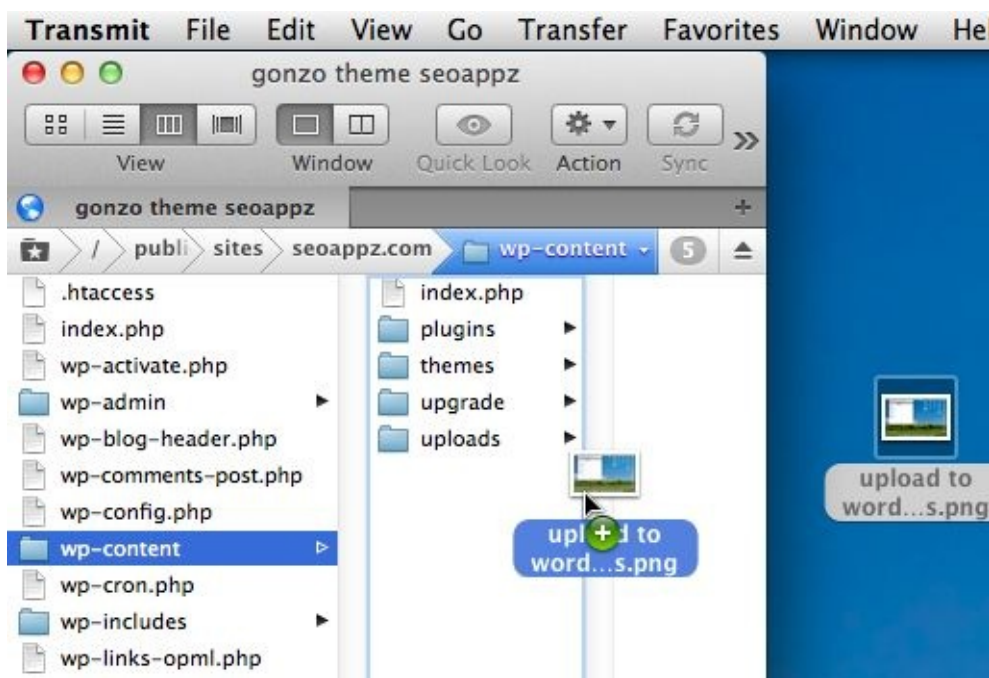 Transmit File Edit View Go Transfer Favorites Window Hel
gonzo theme seoappz
View Window Quick Look Action Sync
gonzo theme seoappz
/ publi sites seoappz.com wp-content 5
.htaccess
index.php
wp-activate.php
wp-admin
wp-blog-header.php
wp-comments-post.php
wp-config.php
wp-content
wp-cron.php
wp-includes
wp-links-opml.php
index.php
plugins
themes
upgrade
uploads
upl d to
word...s.png
upload to
word...s.png